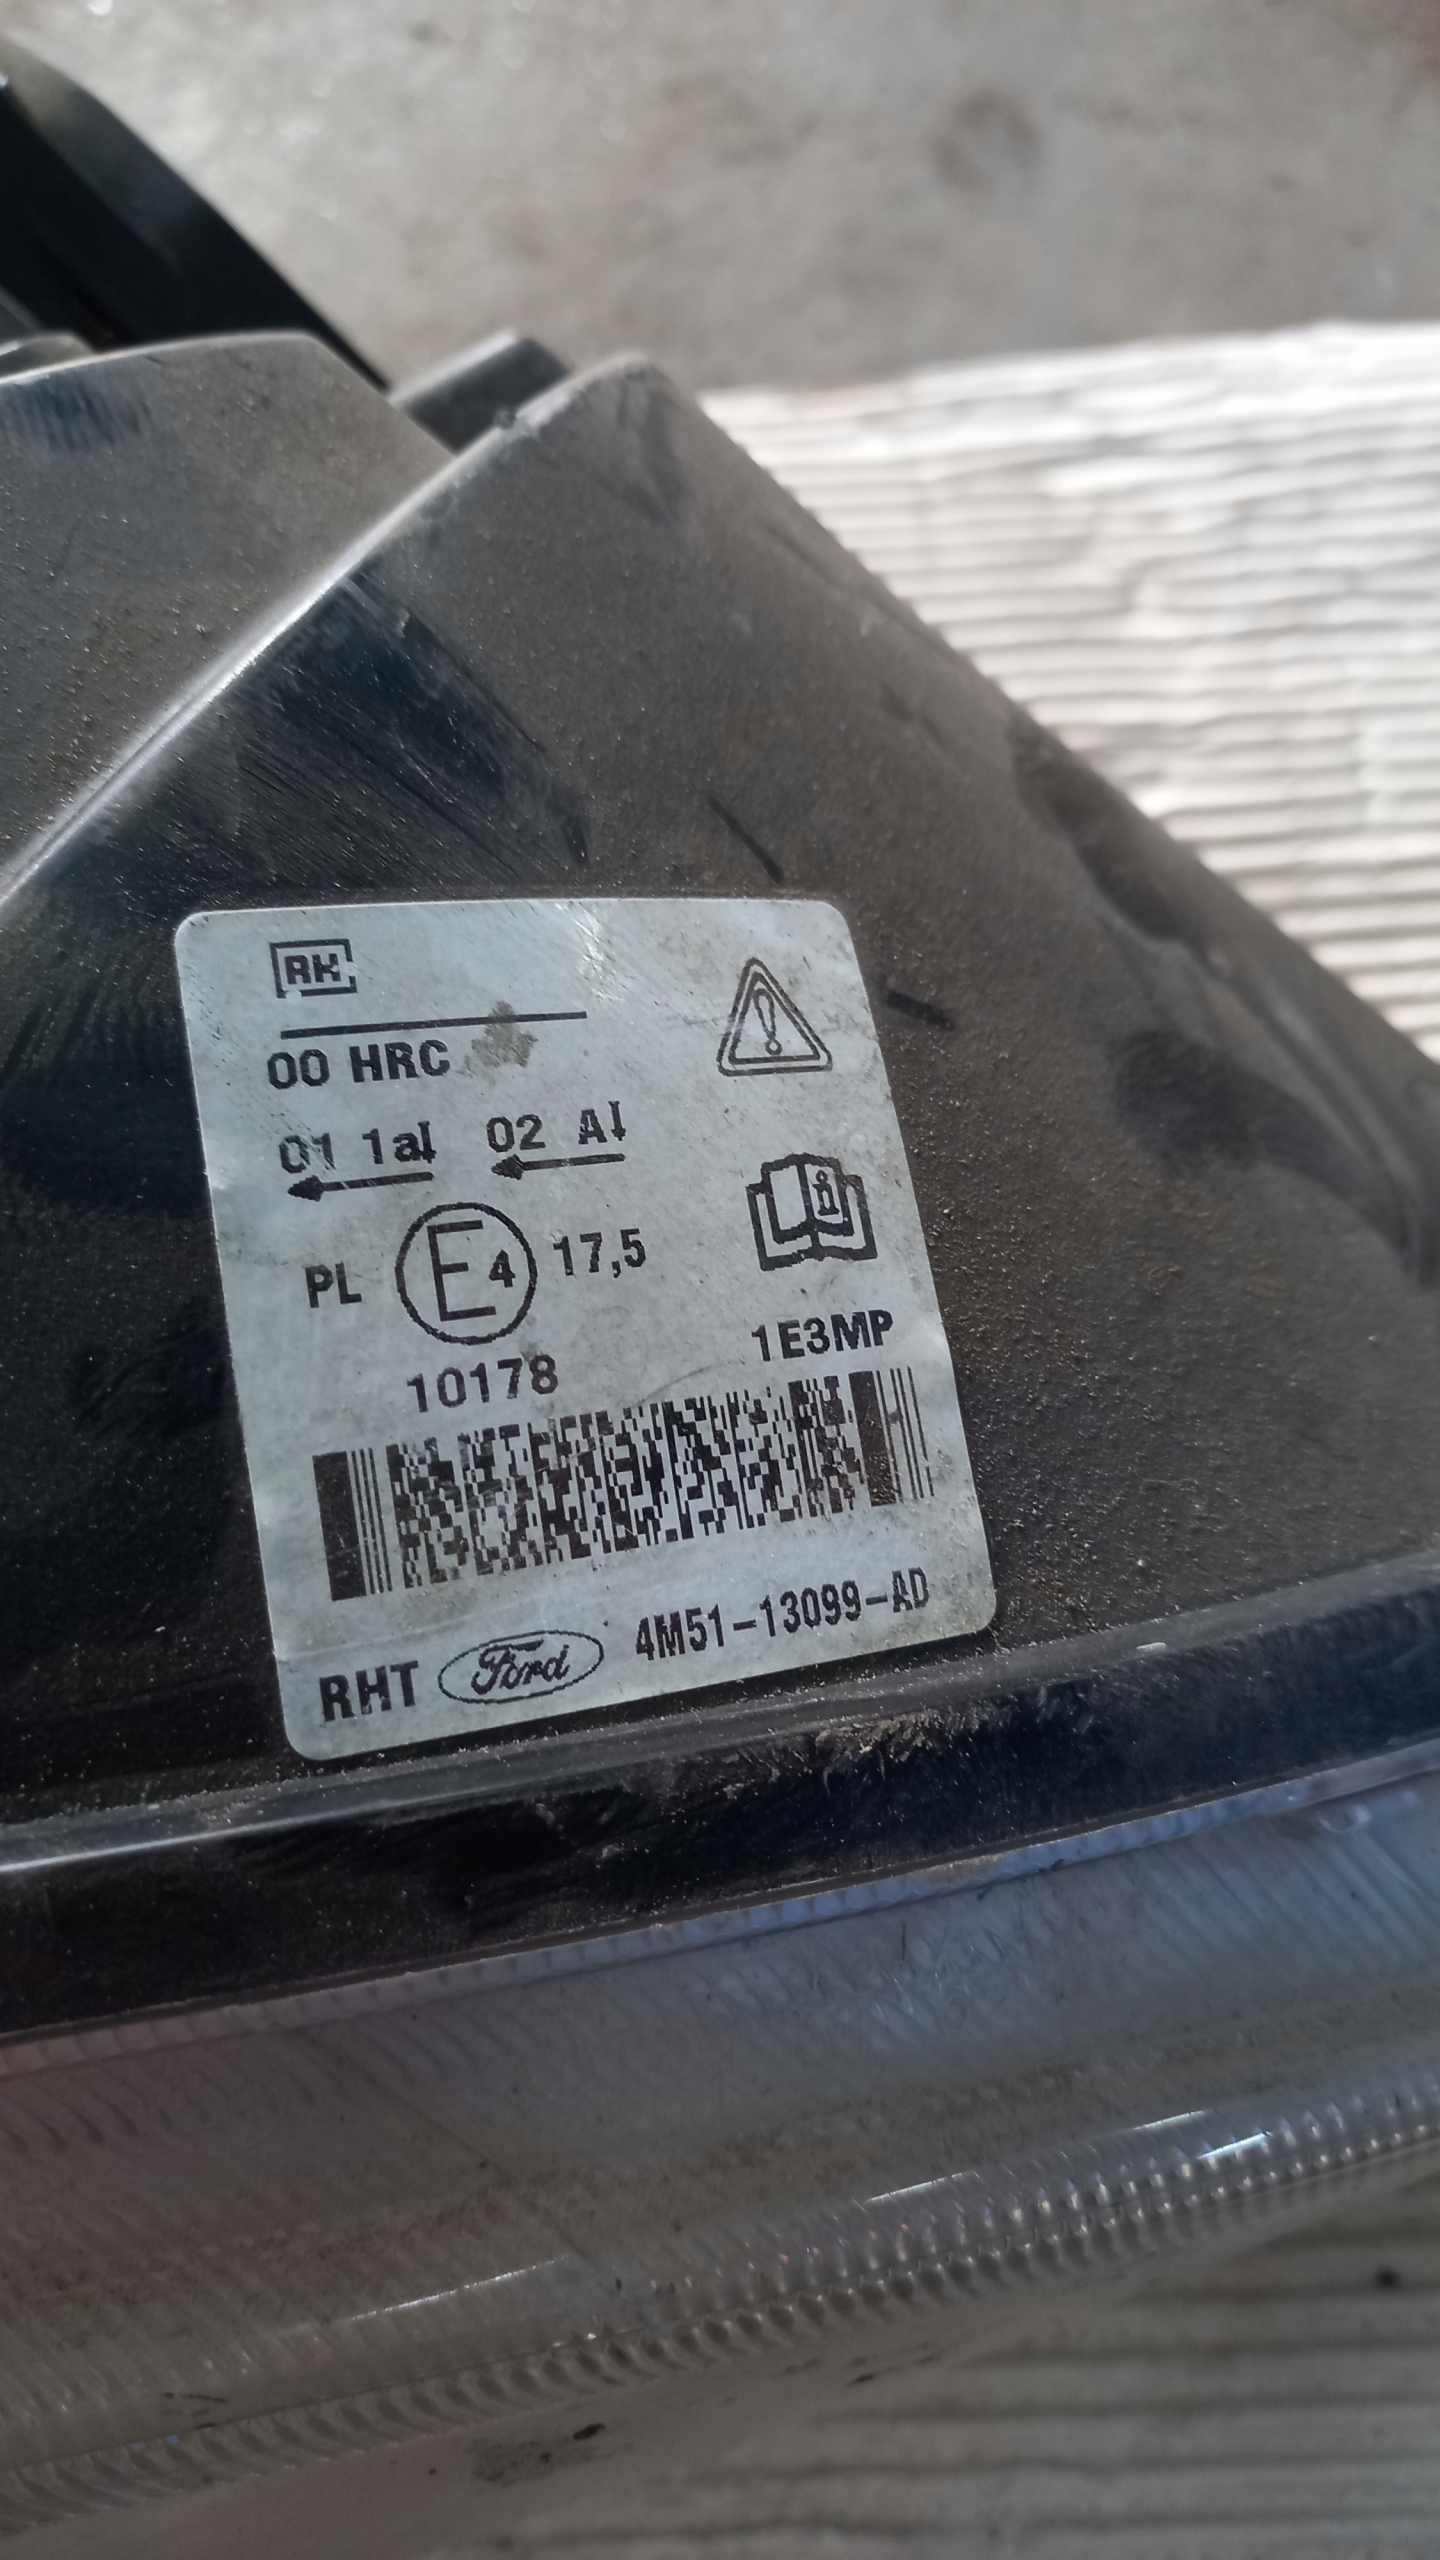 RK
00 HRC
01 1a 02 A
PL E4 17,5
10178 1E3MP
RHT Ford 4M51-13099-AD